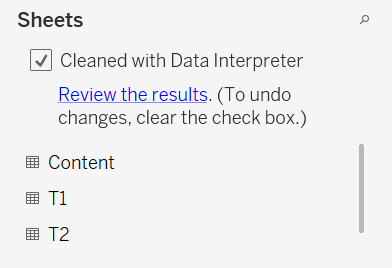 Sheets
Cleaned with Data Interpreter
Review the results. (To undo
changes, clear the check box.)
Content
T1
T2